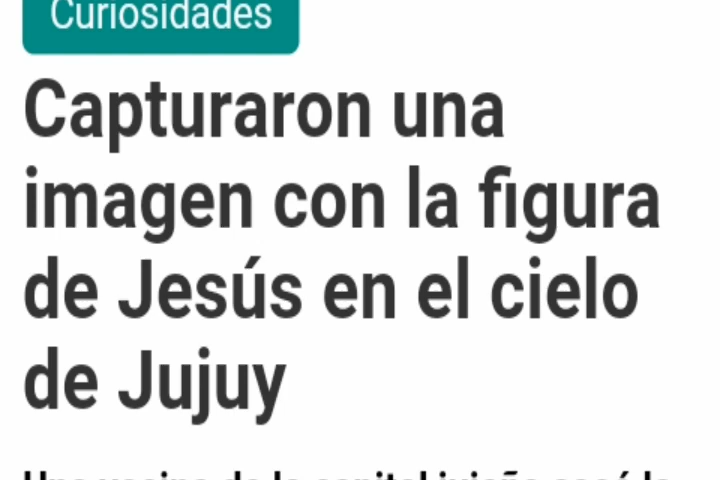 Curiosidades
Capturaron una
imagen con la figura
de Jesús en el cielo
de Jujuy